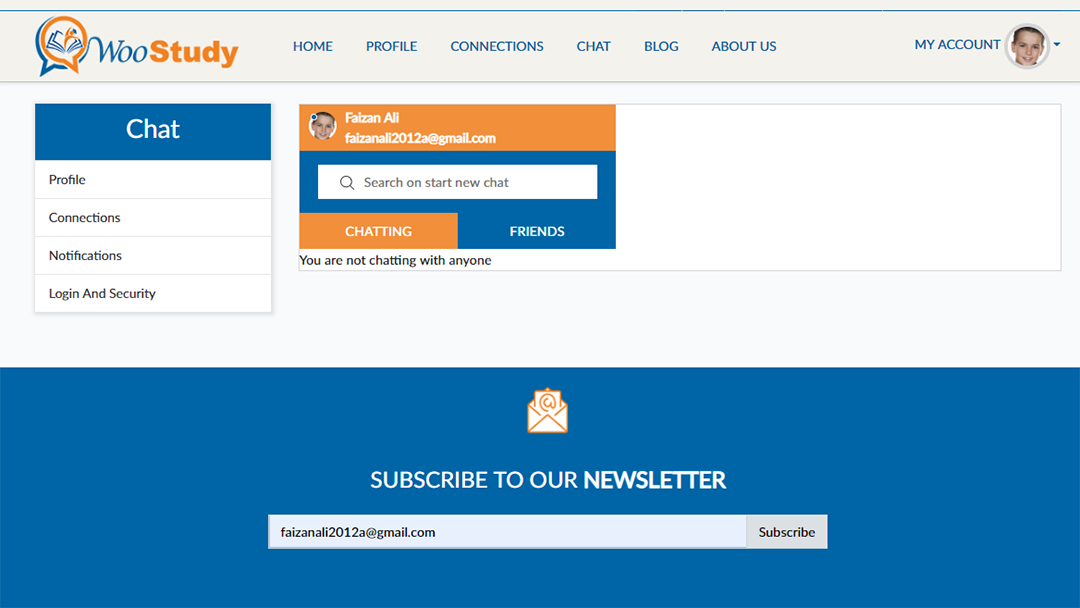 WooStudy
HOME PROFILE CONNECTIONS CHAT BLOG ABOUT US MY ACCOUNT
Chat
Profile
Connections
Notifications
Login And Security
Faizan Ali
faizanali2012a@gmail.com
Search on start new chat
CHATTING FRIENDS
You are not chatting with anyone
SUBSCRIBE TO OUR NEWSLETTER
faizanali2012a@gmail.com Subscribe